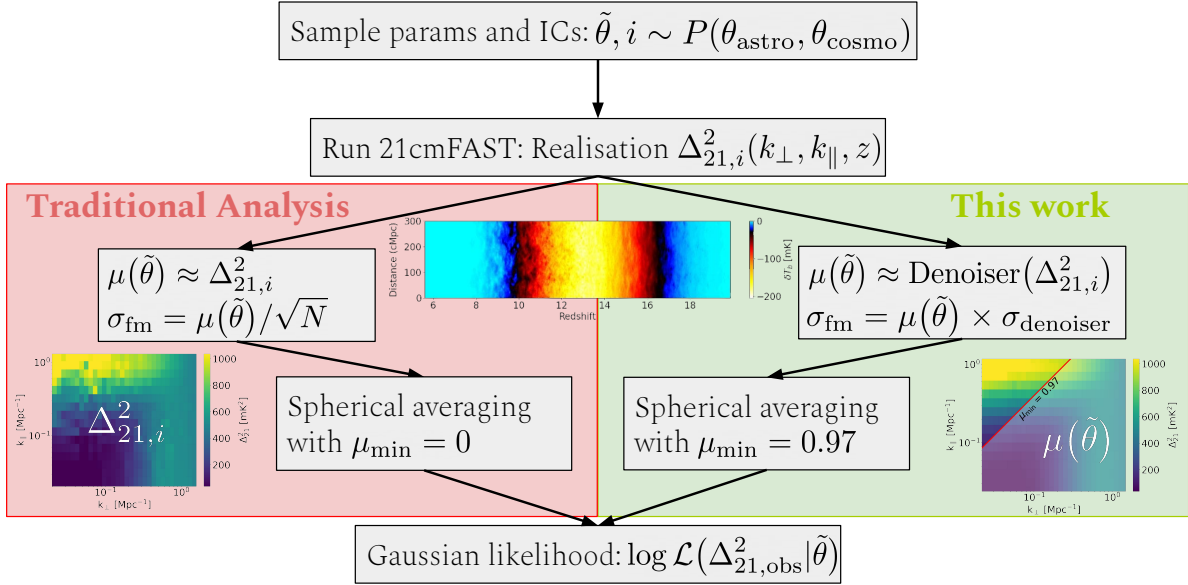 Sample params and ICs: θ̃, i ∼ P(θ_astro, θ_cosmo)
Run 21cmFAST: Realisation Δ²_{21,i}(k_⊥, k_∥, z)
Traditional Analysis
This work
300
200
100
0
Distance (cMpc)
6 8 10 12 14 16 18
Redshift
0
−100
−200
δT_b [mK]
μ(θ̃) ≈ Δ²_{21,i}
σ_fm = μ(θ̃)/√N
μ(θ̃) ≈ Denoiser(Δ²_{21,i})
σ_fm = μ(θ̃) × σ_denoiser
10⁰
10⁻¹
k_∥ [Mpc⁻¹]
Δ²_{21,i}
10⁻¹ 10⁰
k_⊥ [Mpc⁻¹]
1000
800
600
400
200
Δ²_21 [mK²]
Spherical averaging
with μ_min = 0
Spherical averaging
with μ_min = 0.97
10⁰
10⁻¹
k_∥ [Mpc⁻¹]
μ_min = 0.97
μ(θ̃)
10⁻¹ 10⁰
k_⊥ [Mpc⁻¹]
1000
800
600
400
200
Δ²_21 [mK²]
Gaussian likelihood: log ℒ(Δ²_{21,obs}|θ̃)